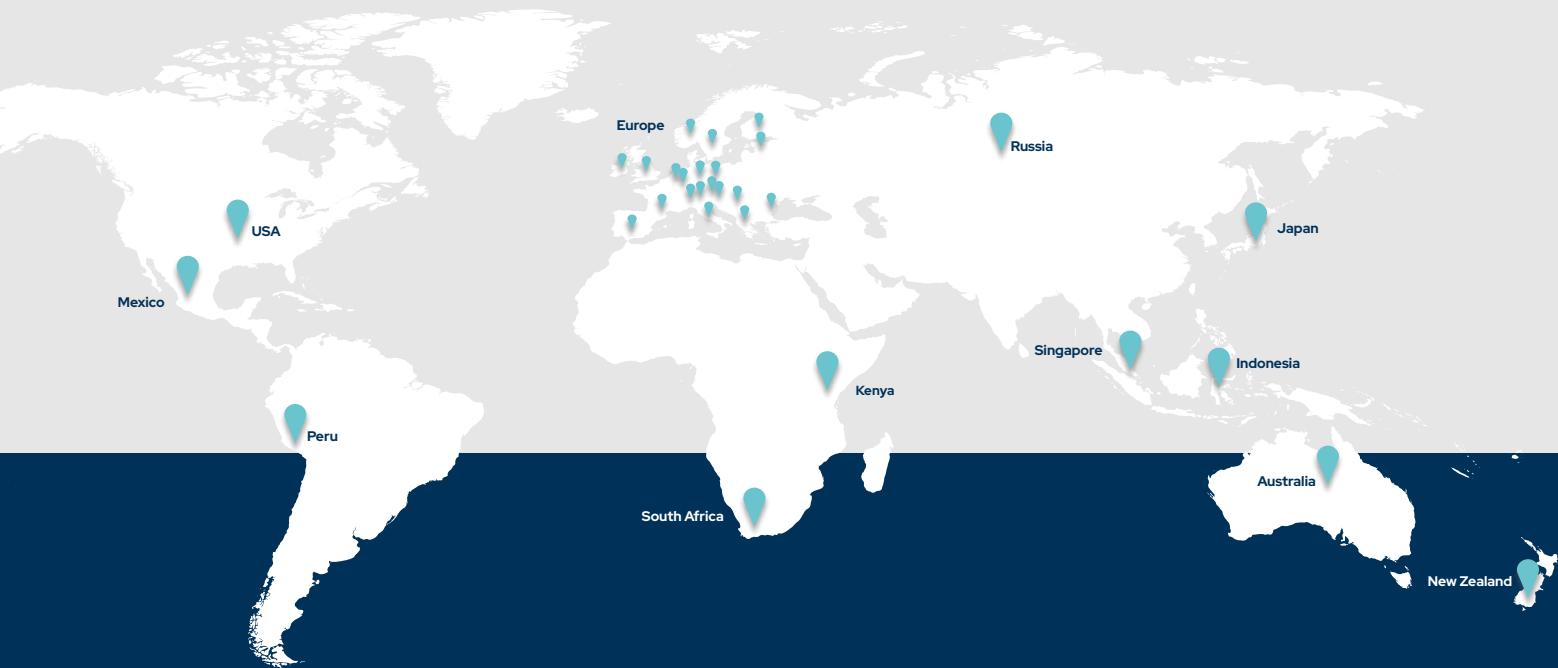 Europe
Russia
USA
Japan
Mexico
Singapore
Indonesia
Kenya
Peru
Australia
South Africa
New Zealand